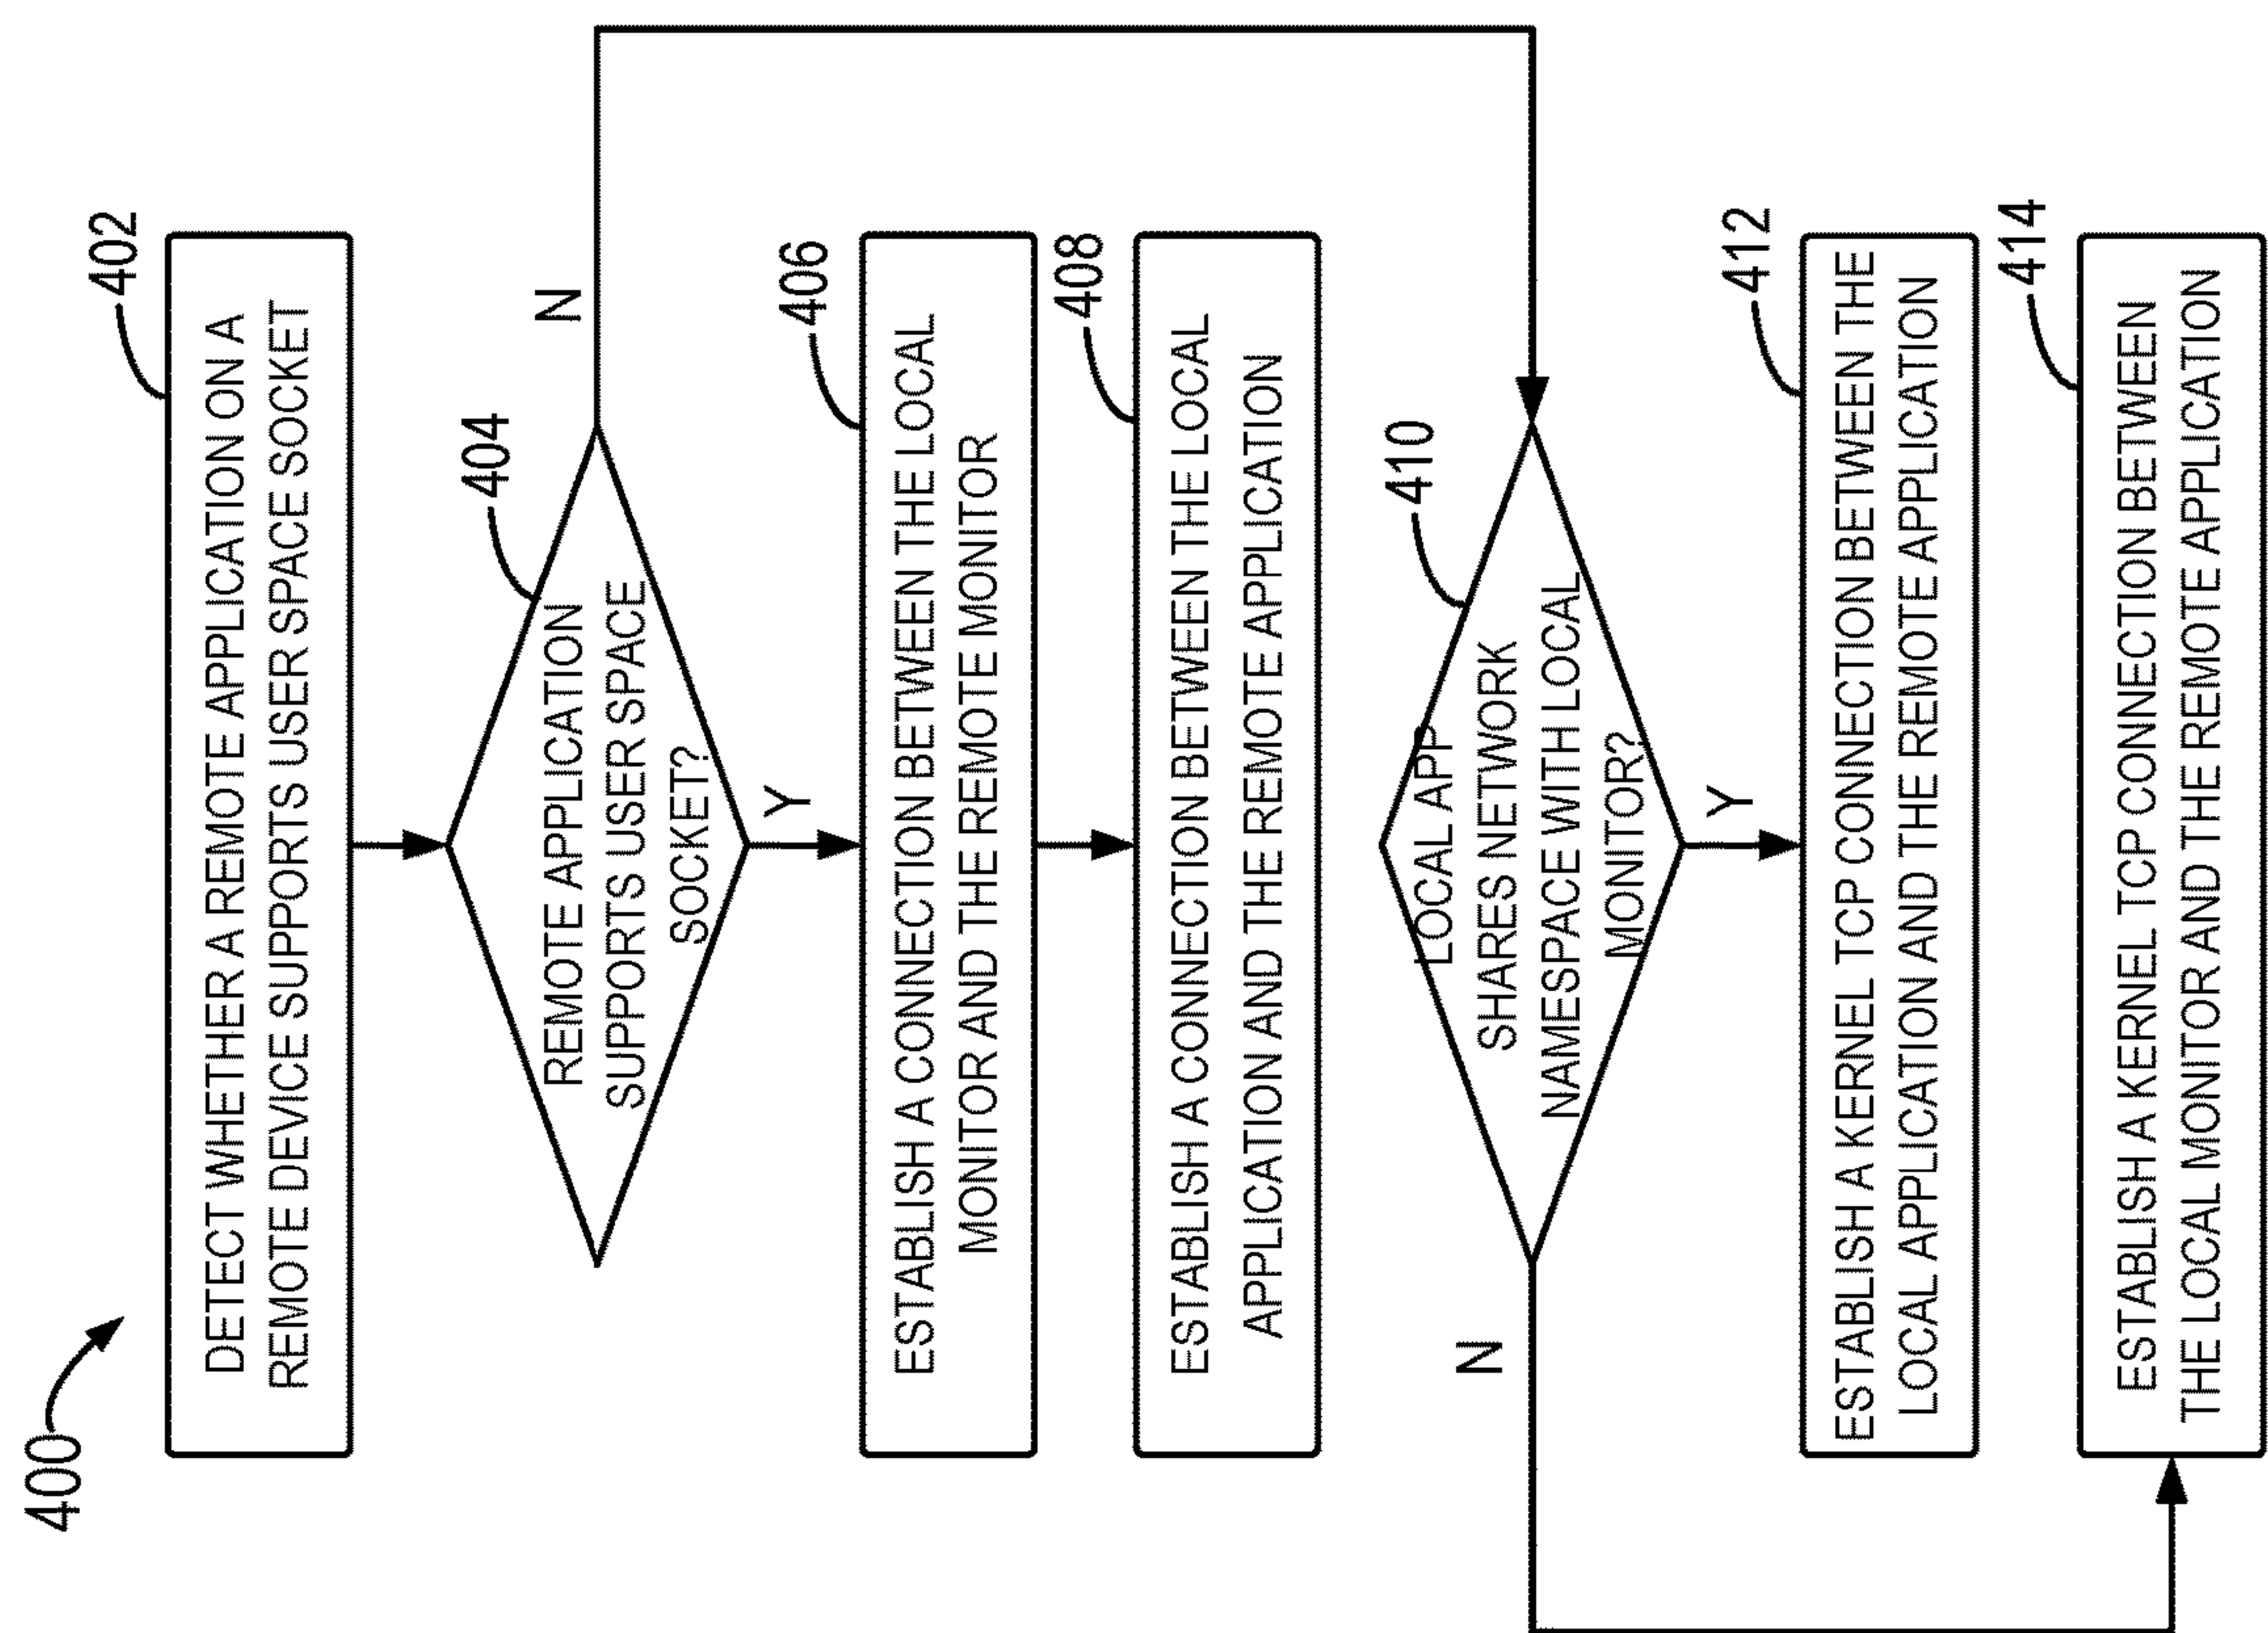 400
402
DETECT WHETHER A REMOTE APPLICATION ON A
REMOTE DEVICE SUPPORTS USER SPACE SOCKET
404
REMOTE APPLICATION
SUPPORTS USER SPACE
SOCKET?
N
Y
406
ESTABLISH A CONNECTION BETWEEN THE LOCAL
MONITOR AND THE REMOTE MONITOR
408
ESTABLISH A CONNECTION BETWEEN THE LOCAL
APPLICATION AND THE REMOTE APPLICATION
410
LOCAL APP
SHARES NETWORK
NAMESPACE WITH LOCAL
MONITOR?
N
Y
412
ESTABLISH A KERNEL TCP CONNECTION BETWEEN THE
LOCAL APPLICATION AND THE REMOTE APPLICATION
414
ESTABLISH A KERNEL TCP CONNECTION BETWEEN
THE LOCAL MONITOR AND THE REMOTE APPLICATION